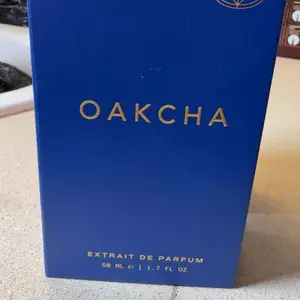 OAKCHA
EXTRAIT DE PARFUM
50 ML ℮ | 1.7 FL OZ